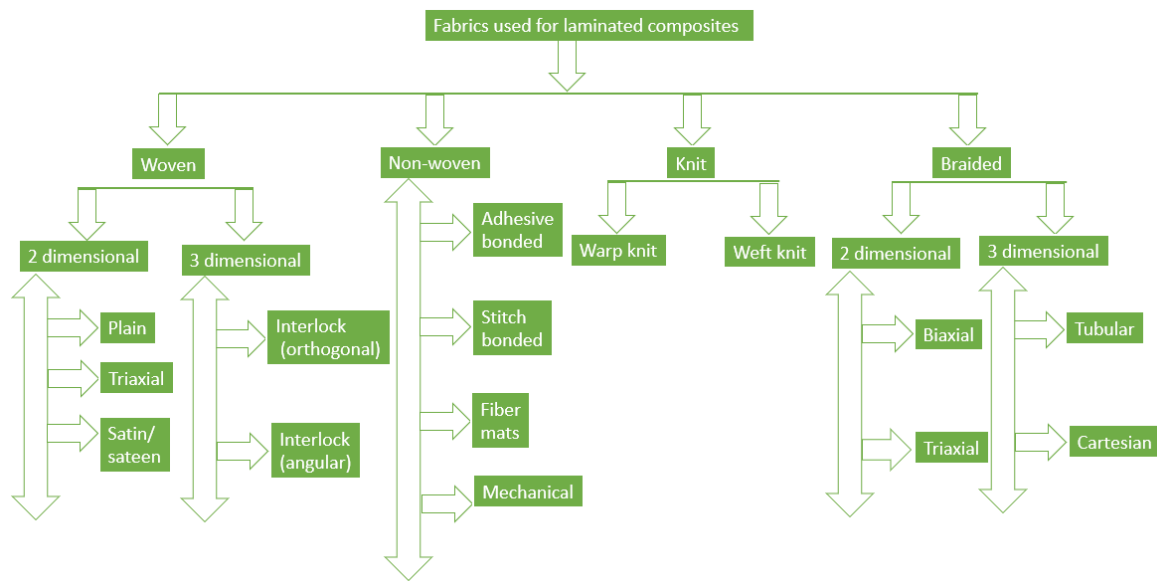 Fabrics used for laminated composites
Woven
Non-woven
Knit
Braided
2 dimensional
3 dimensional
Plain
Triaxial
Satin/
sateen
Interlock
(orthogonal)
Interlock
(angular)
Adhesive
bonded
Stitch
bonded
Fiber
mats
Mechanical
Warp knit
Weft knit
2 dimensional
3 dimensional
Biaxial
Triaxial
Tubular
Cartesian